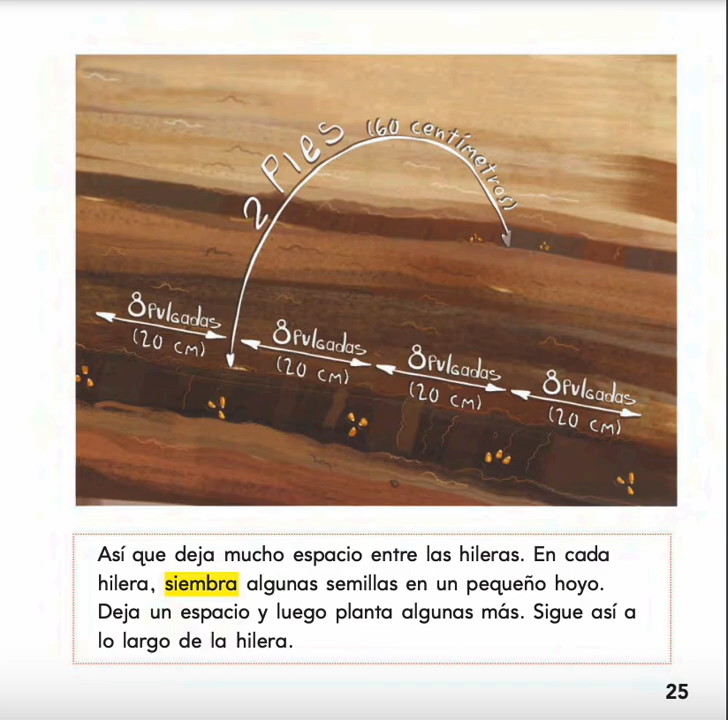 2 Pies (60 centímetros)
8 pulgadas
(20 cm)
8 pulgadas
(20 cm)
8 pulgadas
(20 cm)
8 pulgadas
(20 cm)
Así que deja mucho espacio entre las hileras. En cada
hilera, siembra algunas semillas en un pequeño hoyo.
Deja un espacio y luego planta algunas más. Sigue así a
lo largo de la hilera.
25